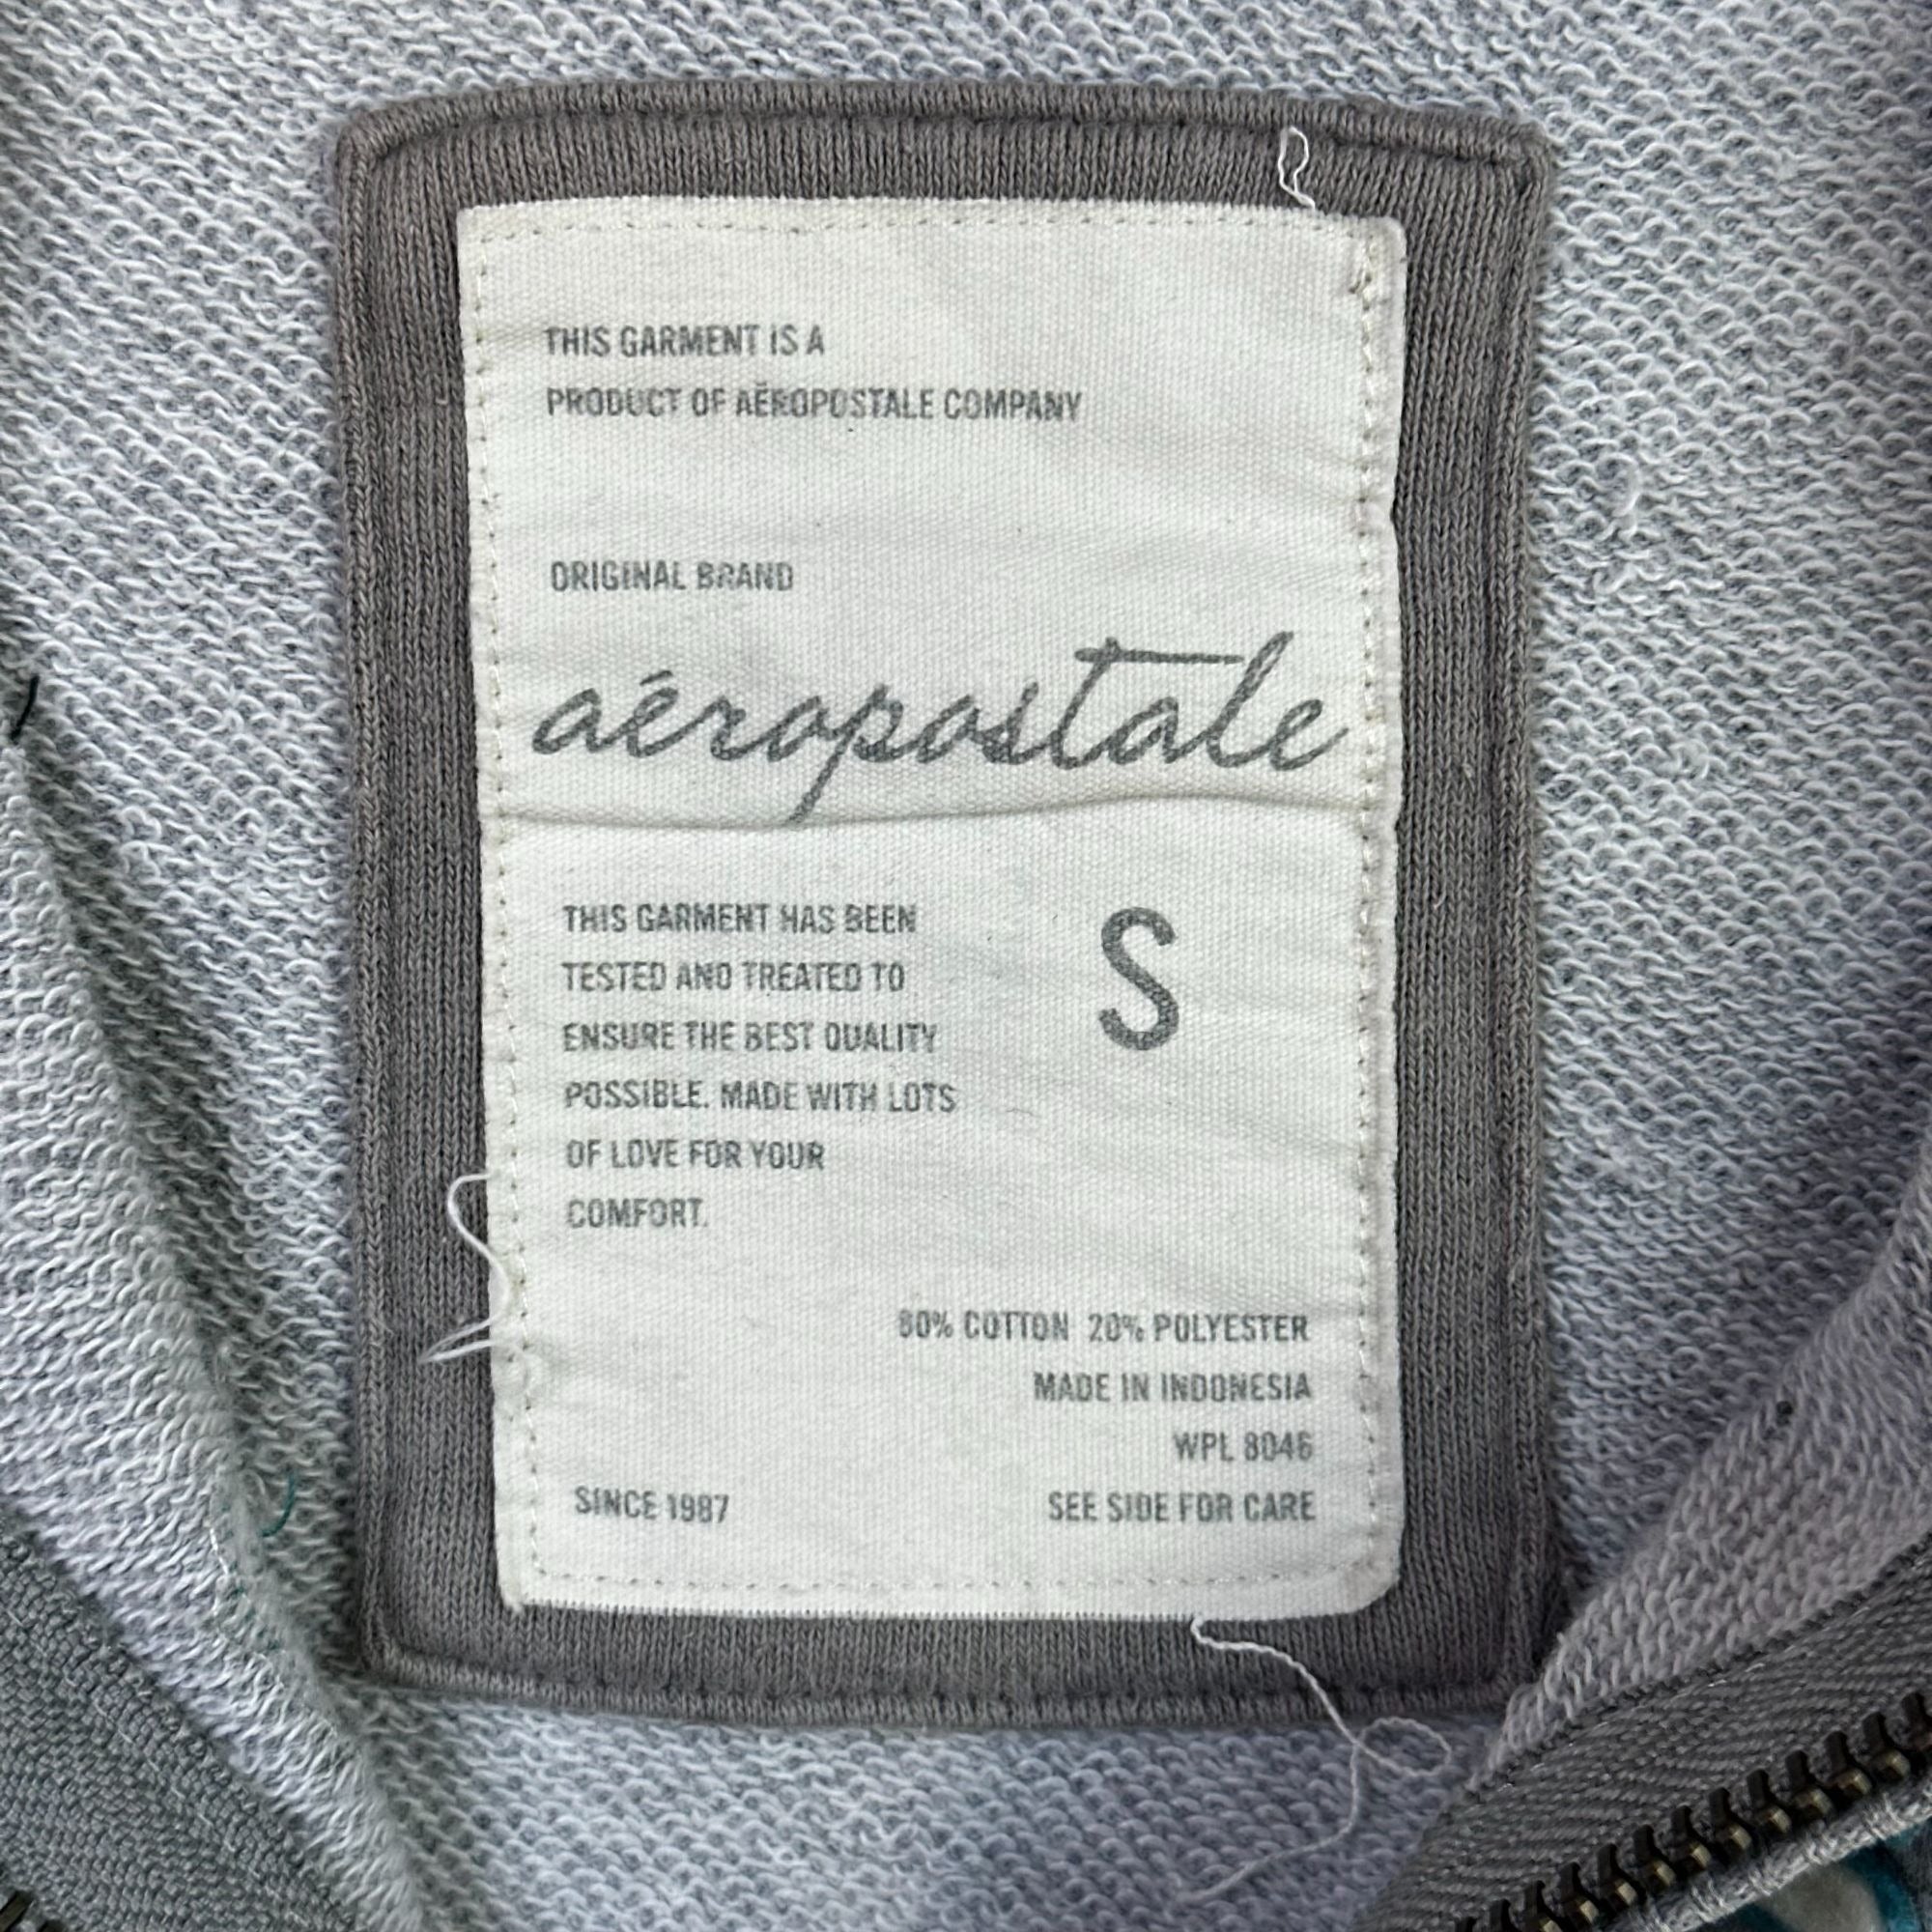 THIS GARMENT IS A
PRODUCT OF AÉROPOSTALE COMPANY
ORIGINAL BRAND
aéropostale
THIS GARMENT HAS BEEN
TESTED AND TREATED TO
ENSURE THE BEST QUALITY
POSSIBLE. MADE WITH LOTS
OF LOVE FOR YOUR
COMFORT.
S
80% COTTON 20% POLYESTER
MADE IN INDONESIA
WPL 8046
SINCE 1987
SEE SIDE FOR CARE